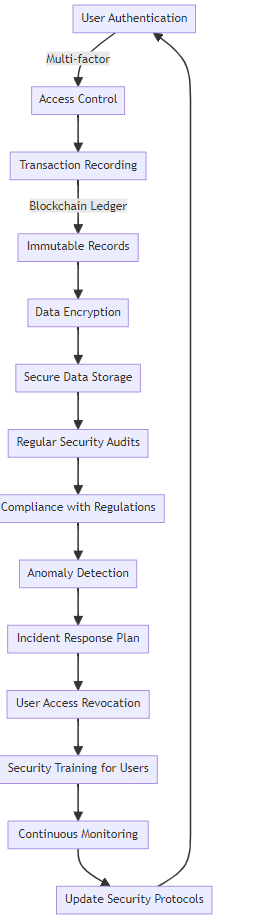 User Authentication
Multi-factor
Access Control
Transaction Recording
Blockchain Ledger
Immutable Records
Data Encryption
Secure Data Storage
Regular Security Audits
Compliance with Regulations
Anomaly Detection
Incident Response Plan
User Access Revocation
Security Training for Users
Continuous Monitoring
Update Security Protocols